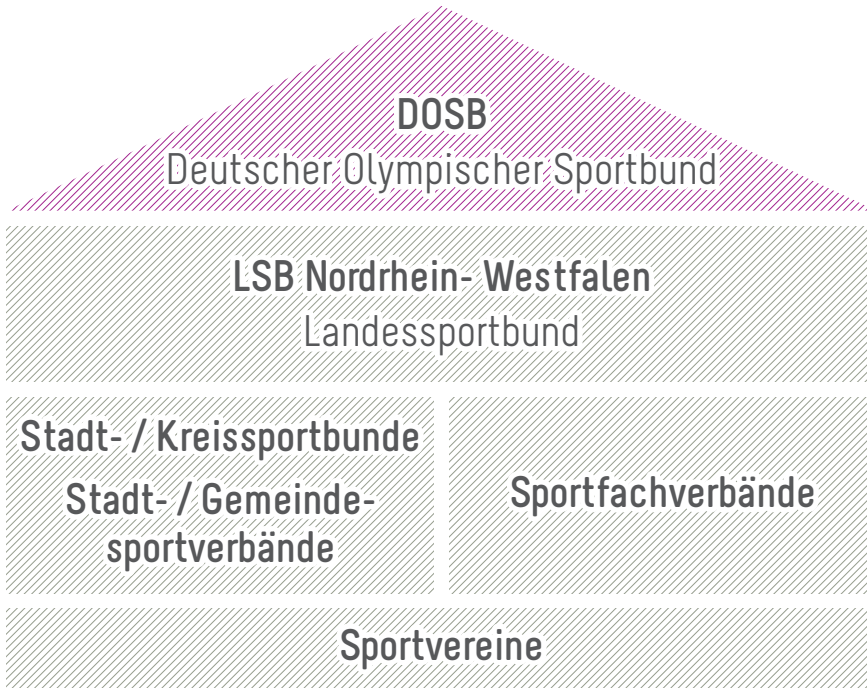 DOSB
Deutscher Olympischer Sportbund
LSB Nordrhein- Westfalen
Landessportbund
Stadt- / Kreissportbunde
Stadt- / Gemeinde-
sportverbände
Sportfachverbände
Sportvereine